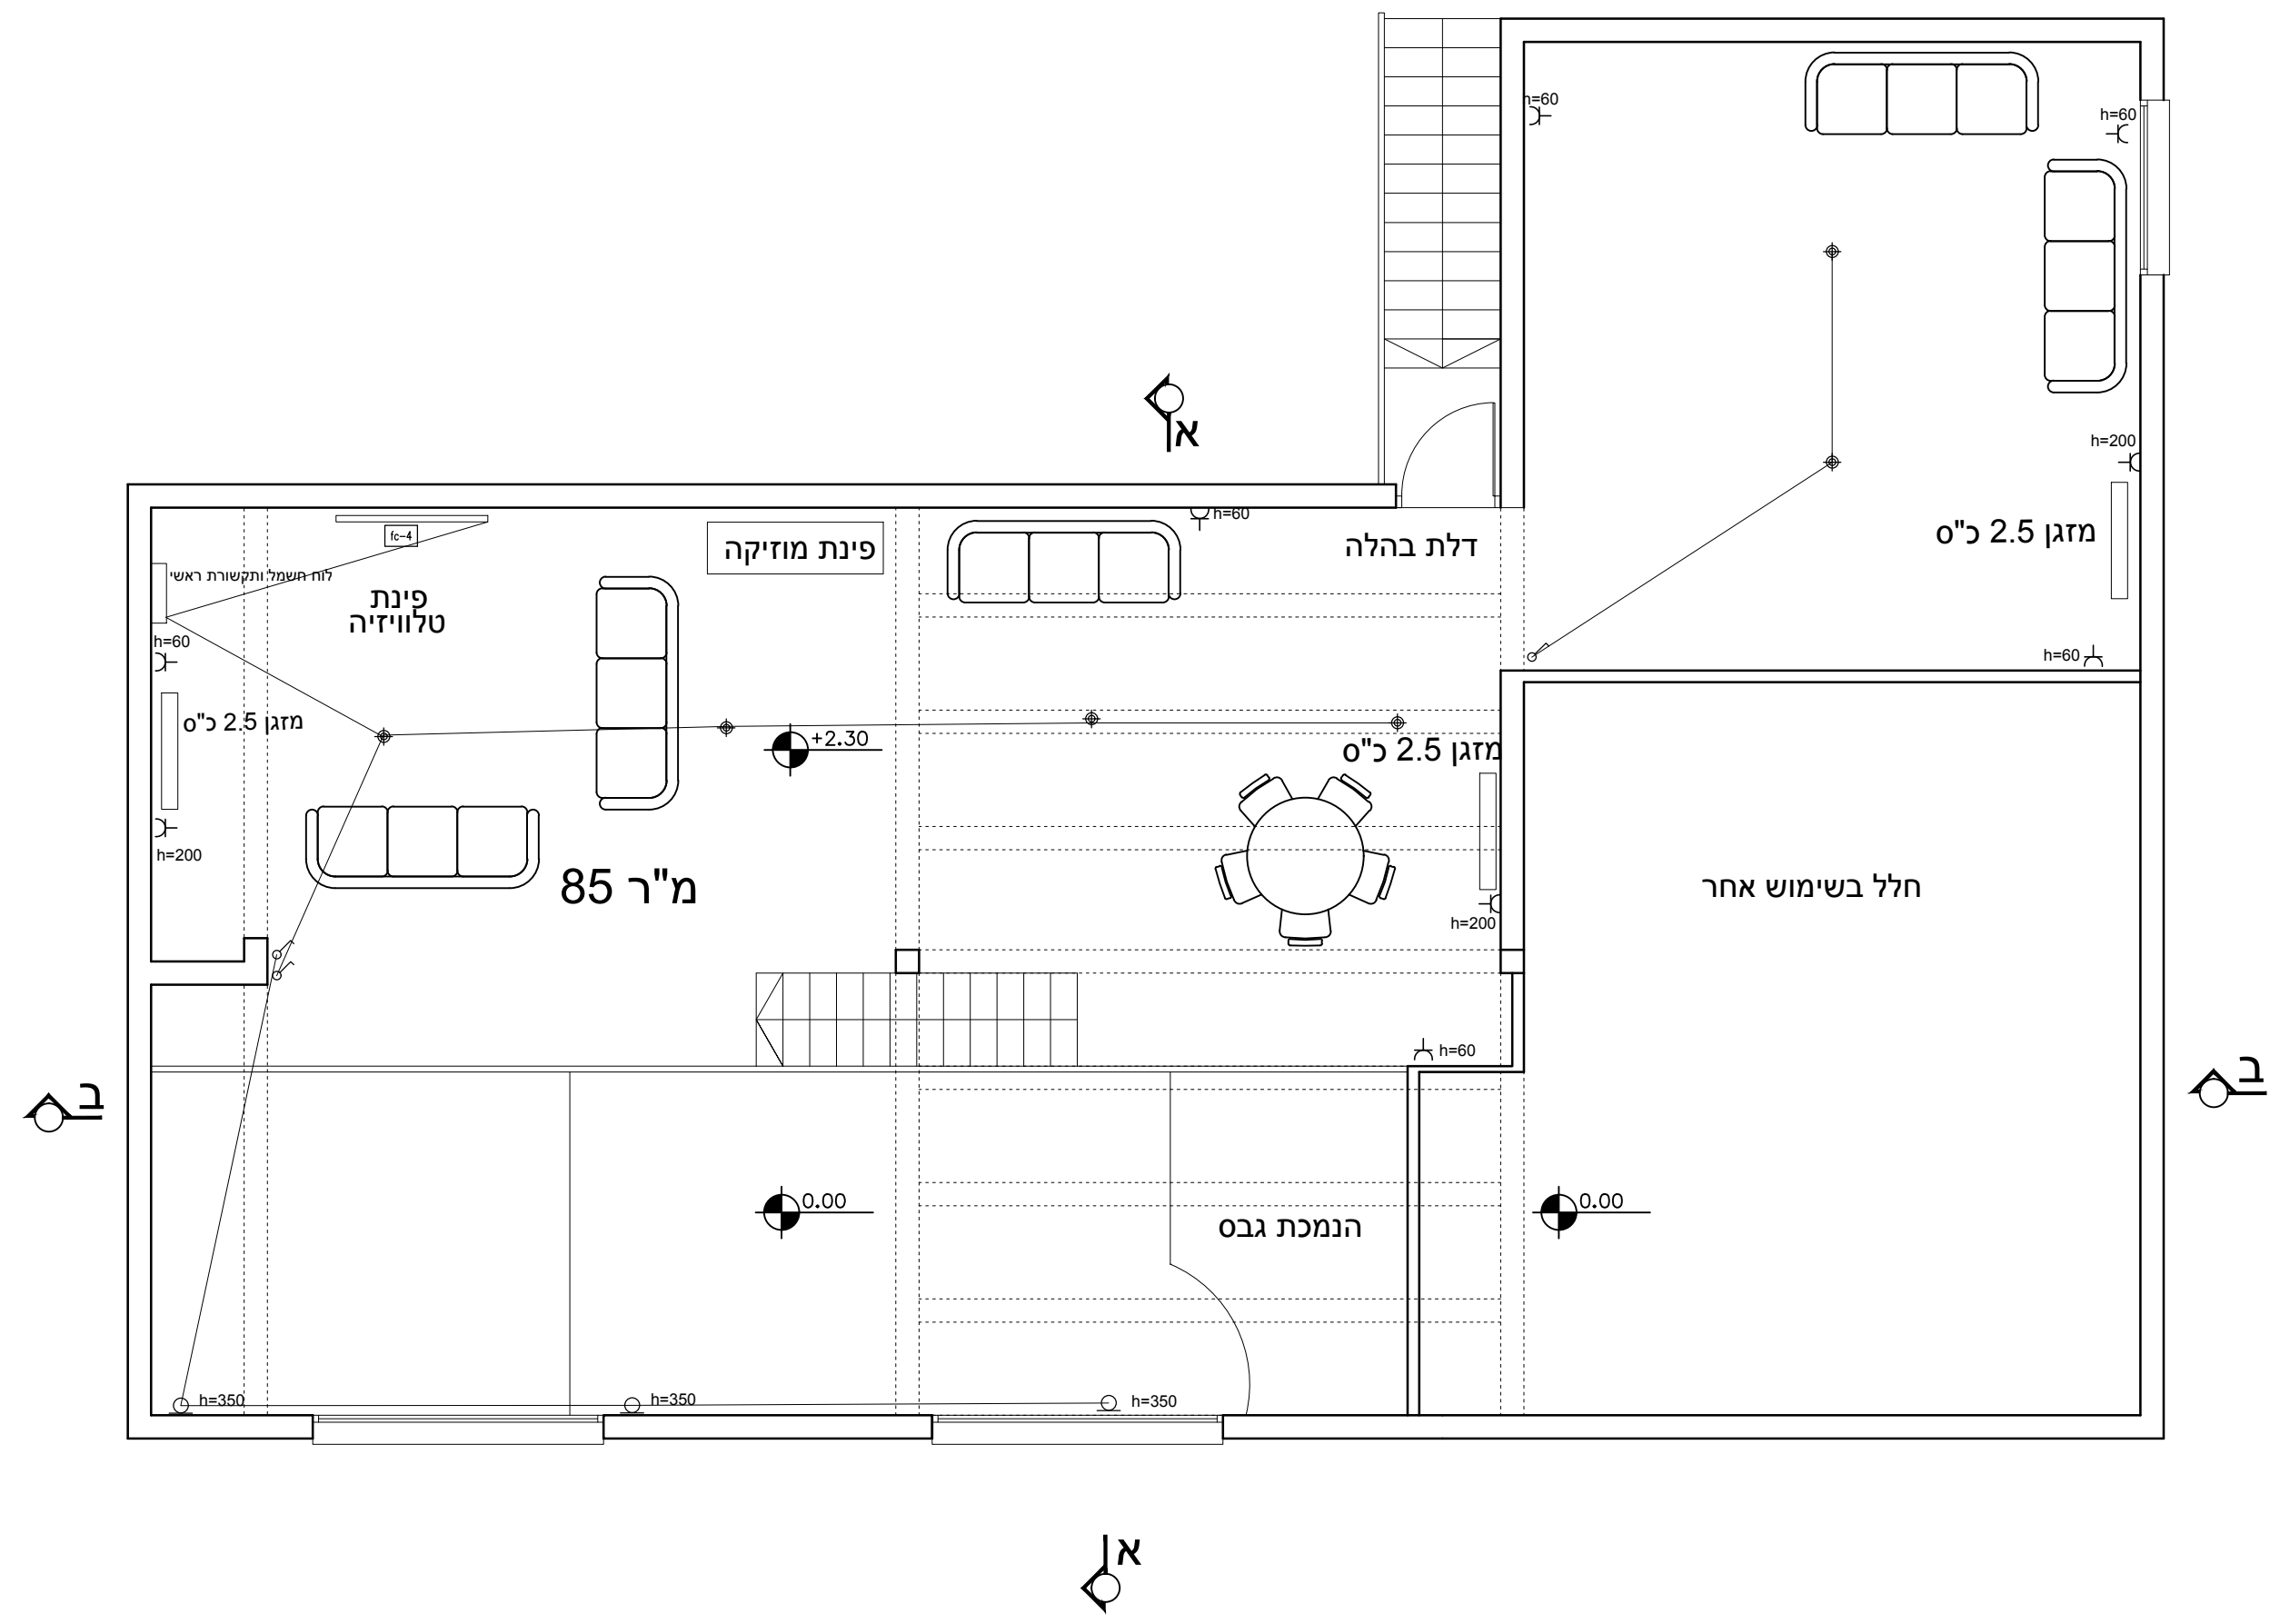 h=60
h=60
א
h=200
h=60
מזגן 2.5 כ"ס
דלת בהלה
פינת מוזיקה
fc-4
לוח חשמל ותקשורת ראשי
פינת
טלוויזיה
h=60
h=60
מזגן 2.5 כ"ס
+2.30
מזגן 2.5 כ"ס
h=200
85 מ"ר
חלל בשימוש אחר
h=200
h=60
ב
ב
0.00
0.00
הנמכת גבס
h=350
h=350
h=350
א